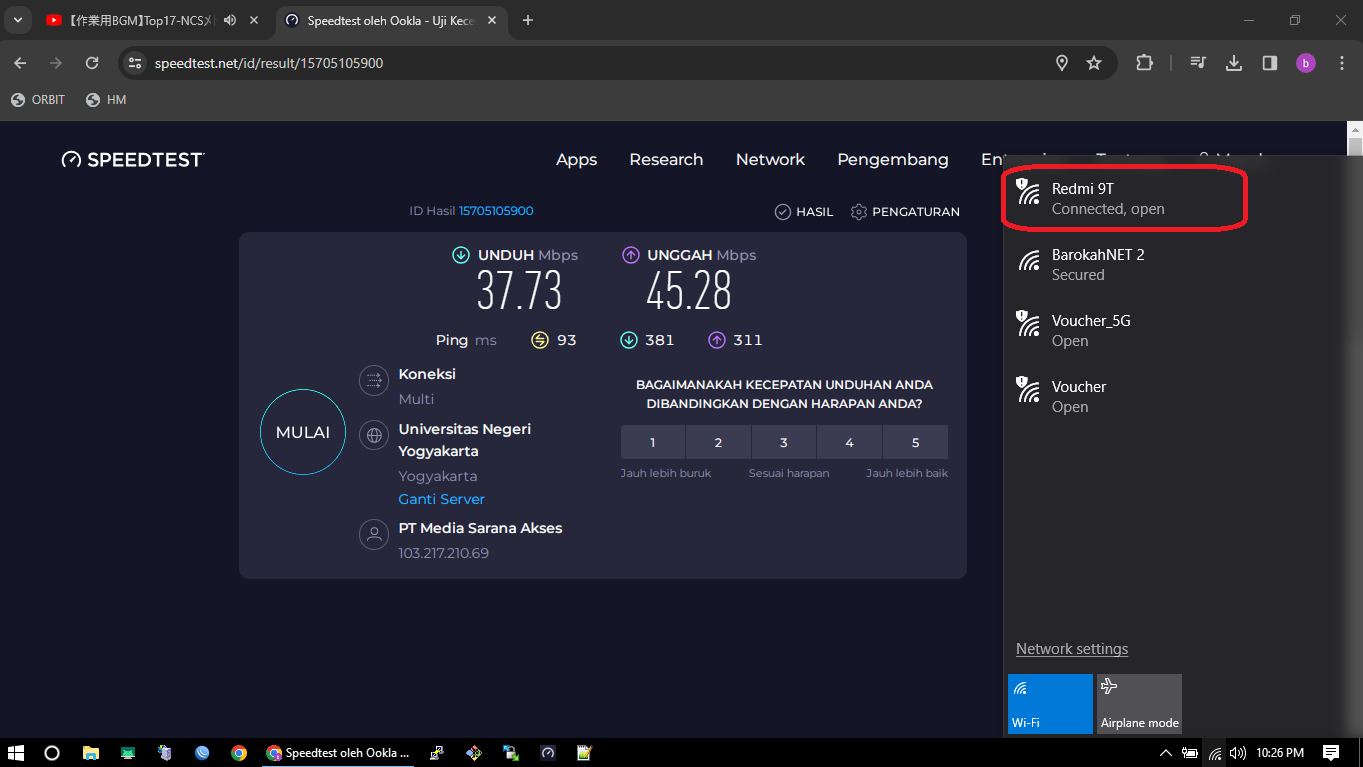 【作業用BGM】Top17-NCSメ
Speedtest oleh Ookla - Uji Kece
speedtest.net/id/result/15705105900
b
ORBIT
HM
SPEEDTEST
Apps
Research
Network
Pengembang
ID Hasil 15705105900
HASIL
PENGATURAN
UNDUH Mbps
37.73
UNGGAH Mbps
45.28
Ping ms
93
381
311
MULAI
Koneksi
Multi
Universitas Negeri
Yogyakarta
Yogyakarta
Ganti Server
PT Media Sarana Akses
103.217.210.69
BAGAIMANAKAH KECEPATAN UNDUHAN ANDA
DIBANDINGKAN DENGAN HARAPAN ANDA?
1 2 3 4 5
Jauh lebih buruk
Sesuai harapan
Jauh lebih baik
Redmi 9T
Connected, open
BarokahNET 2
Secured
Voucher_5G
Open
Voucher
Open
Network settings
Wi-Fi
Airplane mode
Speedtest oleh Ookla ...
10:26 PM